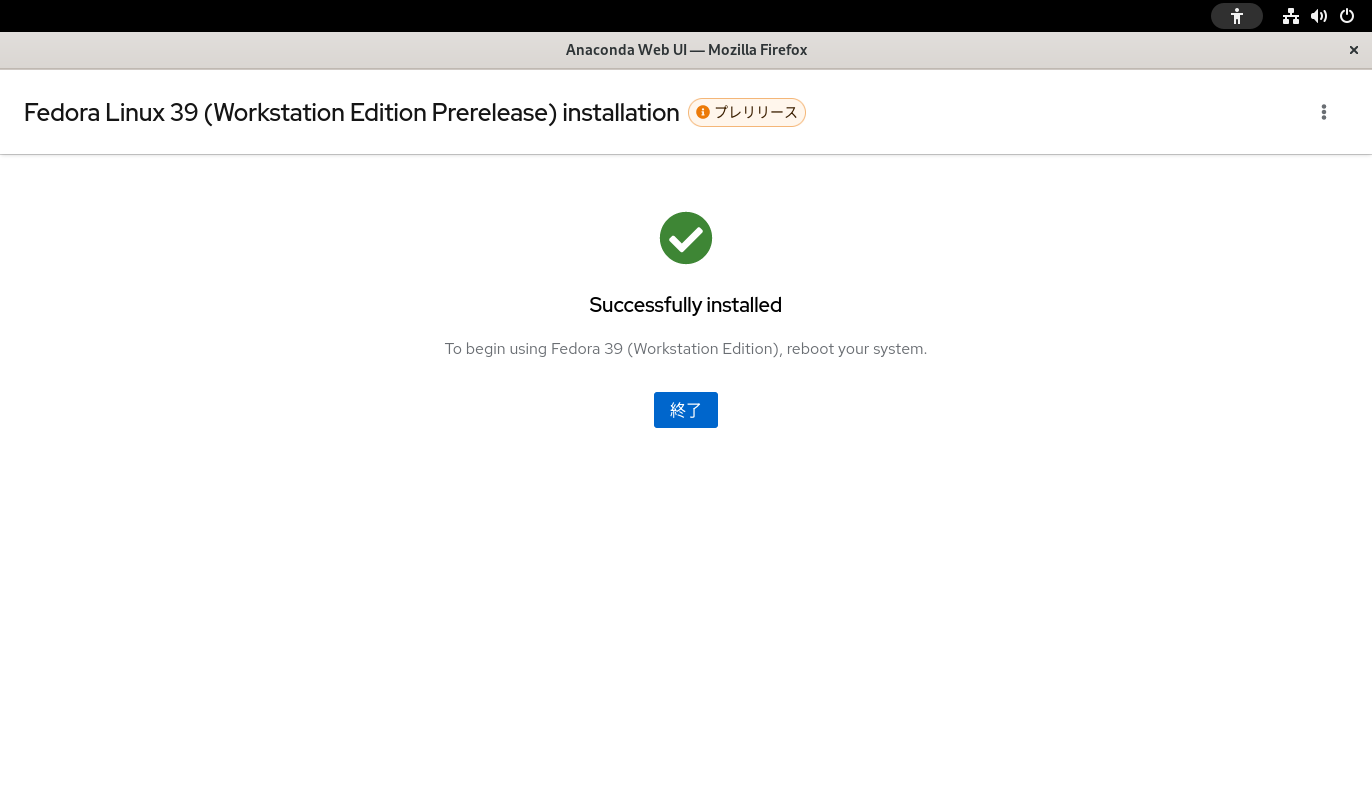 Anaconda Web UI — Mozilla Firefox
Fedora Linux 39 (Workstation Edition Prerelease) installation プレリリース
Successfully installed
To begin using Fedora 39 (Workstation Edition), reboot your system.
終了